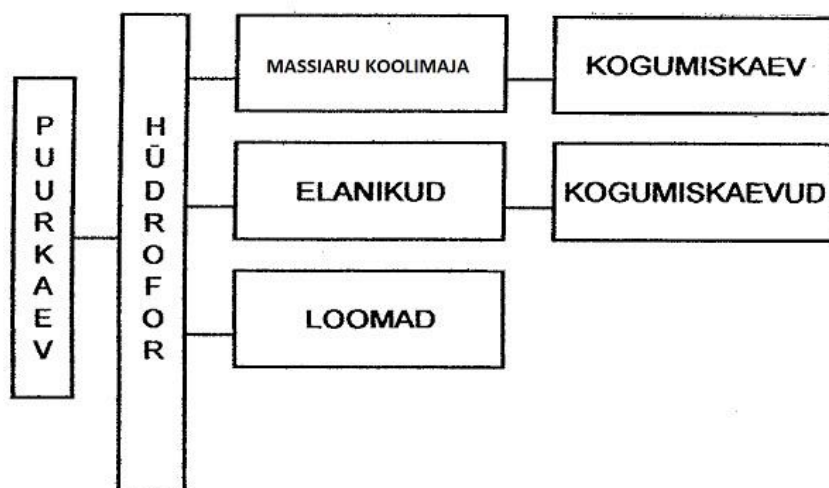 PUURKAEV
HÜDROFOR
MASSIARU KOOLIMAJA
KOGUMISKAEV
ELANIKUD
KOGUMISKAEVUD
LOOMAD